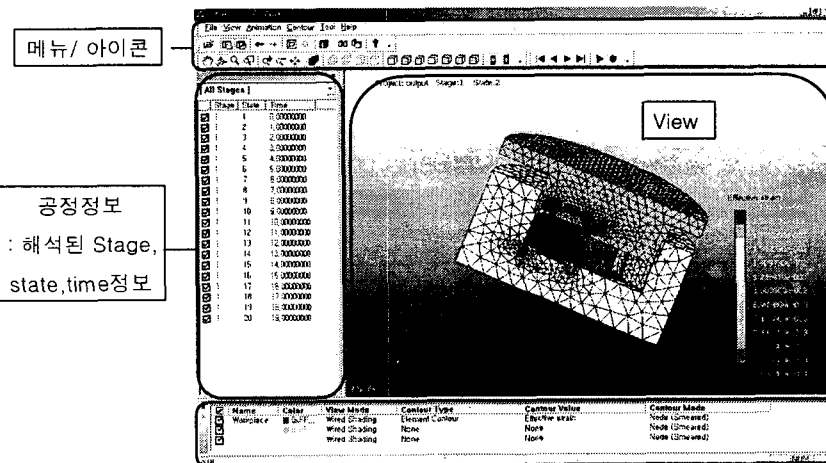 File View Animation Contour Tool Help
메뉴/ 아이콘
[All Stages ]
Project: output Stage:1 State:2
Stage State Time
1 0,00000000
2 1,00000000
3 2,00000000
4 3,00000000
5 4,00000000
6 5,00000000
7 6,00000000
8 7,00000000
9 8,00000000
10 9,00000000
11 10,00000000
12 11,00000000
13 12,00000000
14 13,00000000
15 14,00000000
16 15,00000000
17 16,00000000
18 17,00000000
19 18,00000000
20 19,00000000
View
공정정보
: 해석된 Stage,
state,time정보
Effective strain
Name Color View Mode Contour Type Contour Value Contour Mode
Workpiece Wired Shading Element Contour Effective strain Node (Smeared)
Wired Shading None None Node (Smeared)
Wired Shading None None Node (Smeared)
NUM